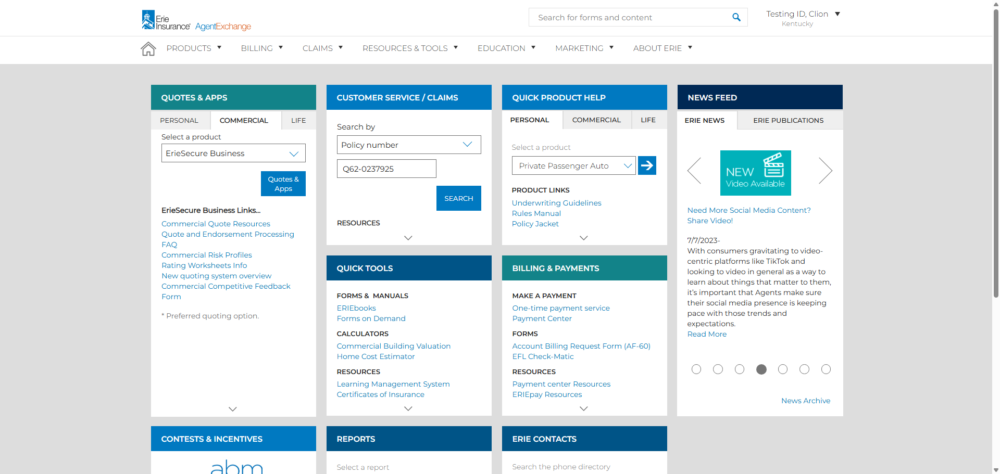 Erie
Insurance® AgentExchange
Search for forms and content
Testing ID, Clion
Kentucky
PRODUCTS
BILLING
CLAIMS
RESOURCES & TOOLS
EDUCATION
MARKETING
ABOUT ERIE
QUOTES & APPS
PERSONAL
COMMERCIAL
LIFE
Select a product
ErieSecure Business
Quotes &
Apps
ErieSecure Business Links...
Commercial Quote Resources
Quote and Endorsement Processing
FAQ
Commercial Risk Profiles
Rating Worksheets Info
New quoting system overview
Commercial Competitive Feedback
Form
* Preferred quoting option.
CUSTOMER SERVICE / CLAIMS
Search by
Policy number
Q62-0237925
SEARCH
RESOURCES
QUICK PRODUCT HELP
PERSONAL
COMMERCIAL
LIFE
Select a product
Private Passenger Auto
PRODUCT LINKS
Underwriting Guidelines
Rules Manual
Policy Jacket
NEWS FEED
ERIE NEWS
ERIE PUBLICATIONS
NEW
Video Available
Need More Social Media Content?
Share Video!
7/7/2023-
With consumers gravitating to video-
centric platforms like TikTok and
looking to video in general as a way to
learn about things that matter to them,
it's important that Agents make sure
their social media presence is keeping
pace with those trends and
expectations.
Read More
News Archive
QUICK TOOLS
FORMS & MANUALS
ERIEbooks
Forms on Demand
CALCULATORS
Commercial Building Valuation
Home Cost Estimator
RESOURCES
Learning Management System
Certificates of Insurance
BILLING & PAYMENTS
MAKE A PAYMENT
One-time payment service
Payment Center
FORMS
Account Billing Request Form (AF-60)
EFL Check-Matic
RESOURCES
Payment center Resources
ERIEpay Resources
CONTESTS & INCENTIVES
abm
REPORTS
Select a report
ERIE CONTACTS
Search the phone directory